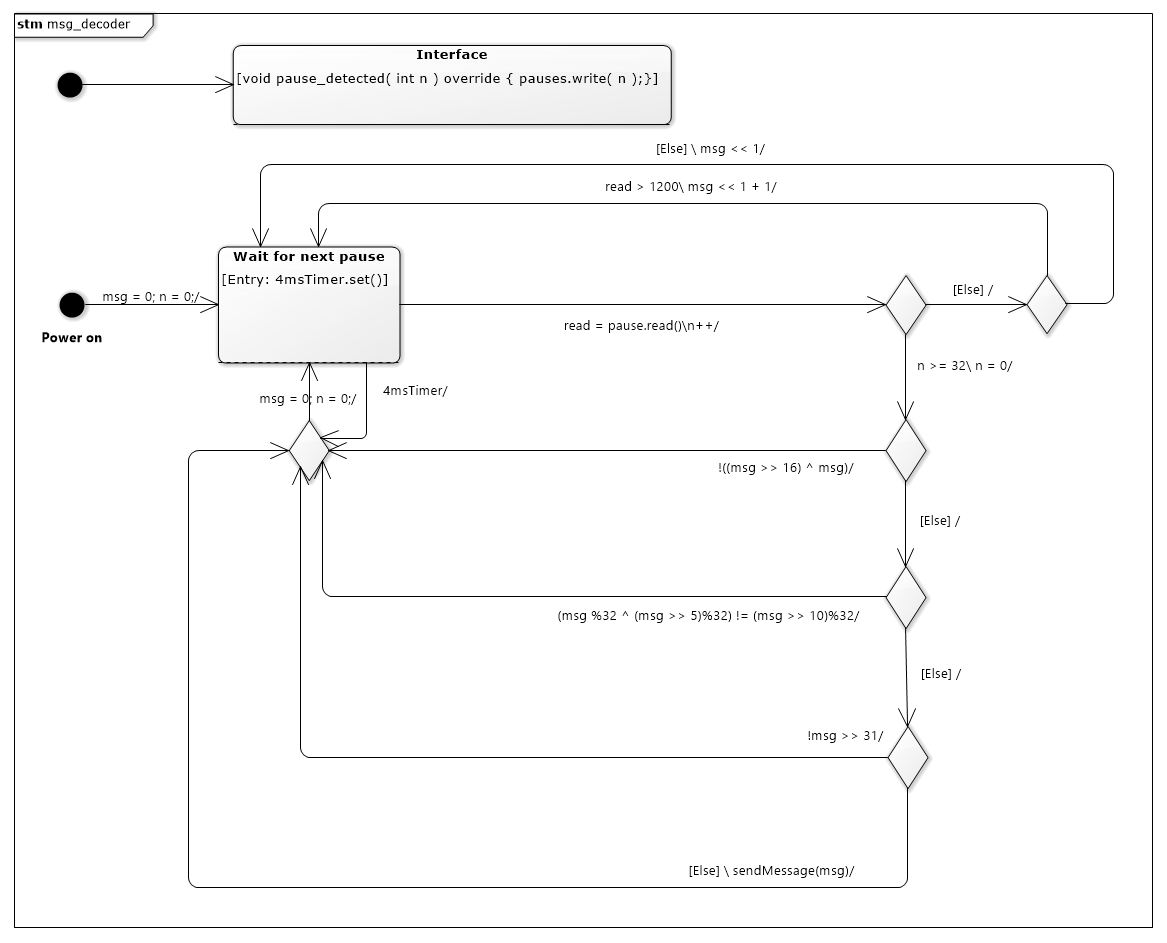 stm msg_decoder
Interface
[void pause_detected( int n ) override { pauses.write( n );}]
[Else] \ msg << 1/
read > 1200\ msg << 1 + 1/
Wait for next pause
[Entry: 4msTimer.set()]
msg = 0; n = 0;/
Power on
read = pause.read()\n++/
[Else] /
n >= 32\ n = 0/
4msTimer/
msg = 0; n = 0;/
!((msg >> 16) ^ msg)/
[Else] /
(msg %32 ^ (msg >> 5)%32) != (msg >> 10)%32/
[Else] /
!msg >> 31/
[Else] \ sendMessage(msg)/